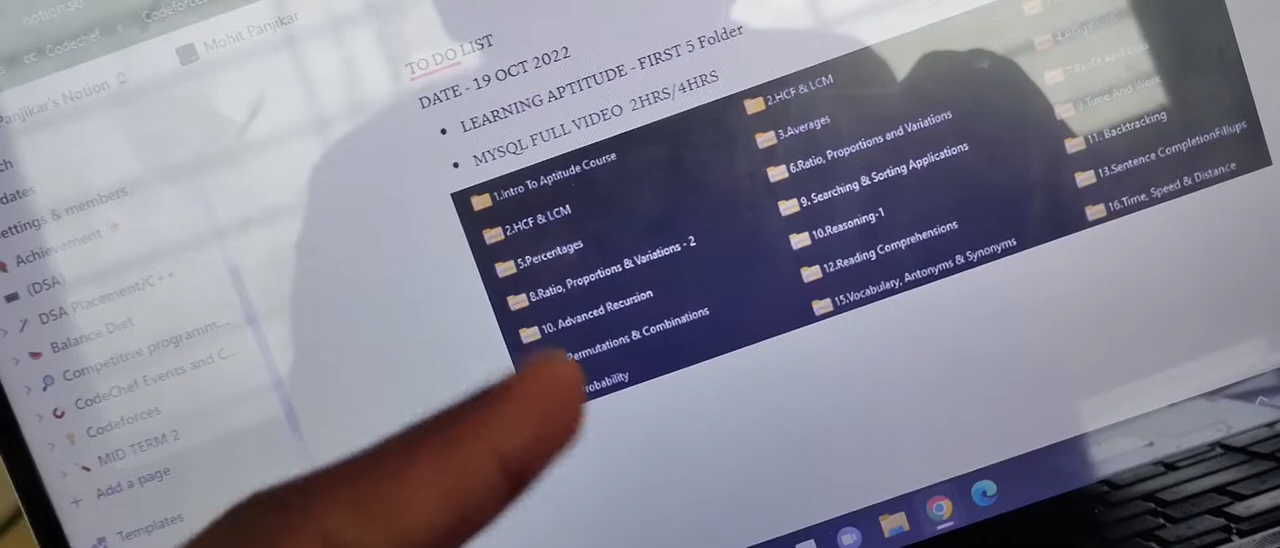 notion.so
Codeforces
cc Codechef
Mohit Panjikar
Panjikar's Notion
ettings & members
Achievement
(DSA)
DSA Placement/C++
Balance Diet
Competitive programm...
CodeChef Events and C...
Codeforces
MID TERM 2
Add a page
Templates
TO DO LIST
DATE - 19 OCT 2022
• LEARNING APTITUDE - FIRST 5 Folder
• MYSQL FULL VIDEO 2HRS/4HRS
1.Intro To Aptitude Course
2.HCF & LCM
5.Percentages
8.Ratio, Proportions & Variations - 2
10. Advanced Recursion
Permutations & Combinations
robability
2.HCF & LCM
3.Averages
6.Ratio, Proportions and Variations
9. Searching & Sorting Applications
10.Reasoning-1
12.Reading Comprehensions
15.Vocabulary, Antonyms & Synonyms
9.Time And Work
11. Backtracking
13.Sentence CompletionFillups
16.Time, Speed & Distance